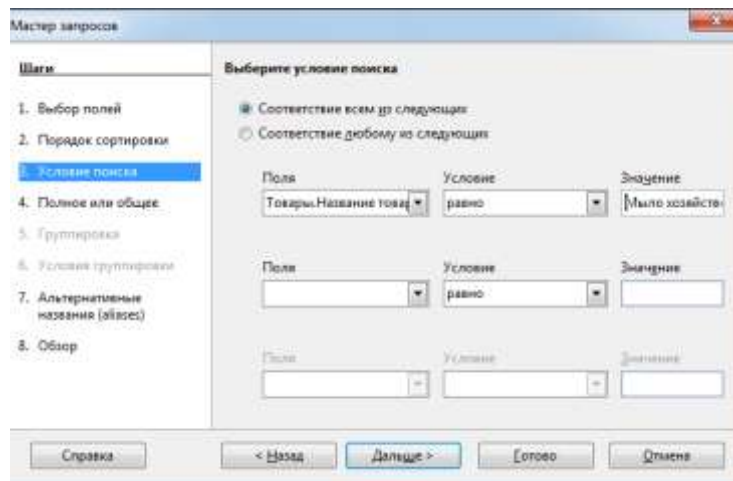 Мастер запросов
Шаги
1. Выбор полей
2. Порядок сортировки
3. Условие поиска
4. Полное или общее
5. Группировка
6. Условия группировки
7. Альтернативные
названия (aliases)
8. Обзор
Выберите условие поиска
Соответствие всем из следующих
Соответствие любому из следующих
Поля Условие Значение
Товары.Название товар равно Мыло хозяйстве
Поля Условие Значение
равно
Поля Условие Значение
Справка < Назад Дальше > Готово Отмена